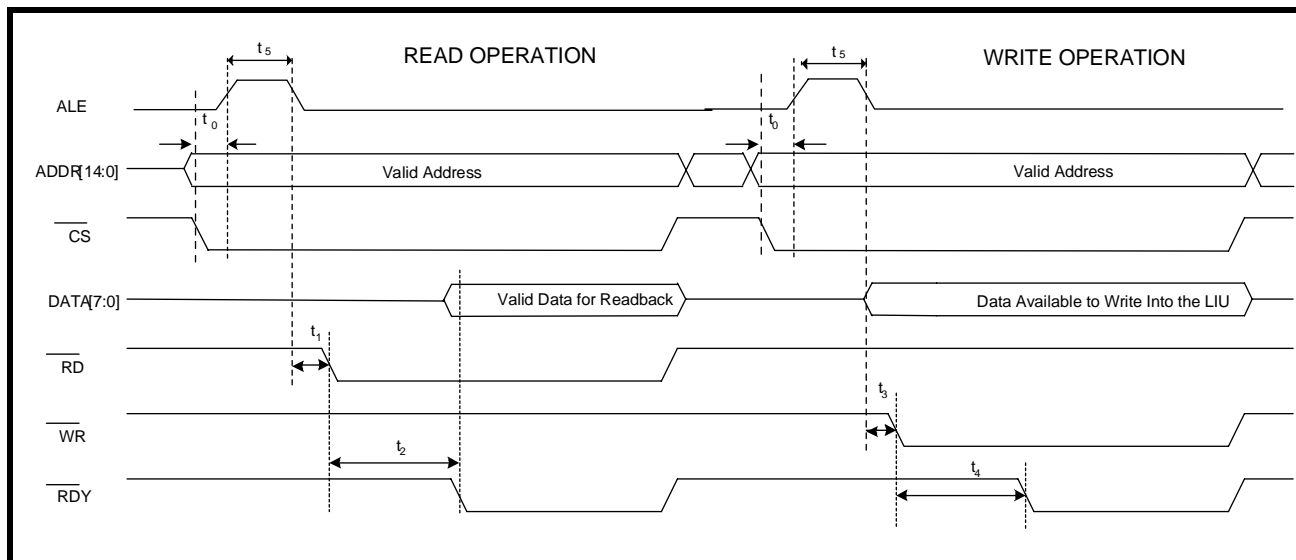 READ OPERATION
WRITE OPERATION
t5
t5
ALE
t0
t0
ADDR[14:0]
Valid Address
Valid Address
CS
DATA[7:0]
Valid Data for Readback
Data Available to Write Into the LIU
t1
RD
t3
WR
t2
t4
RDY